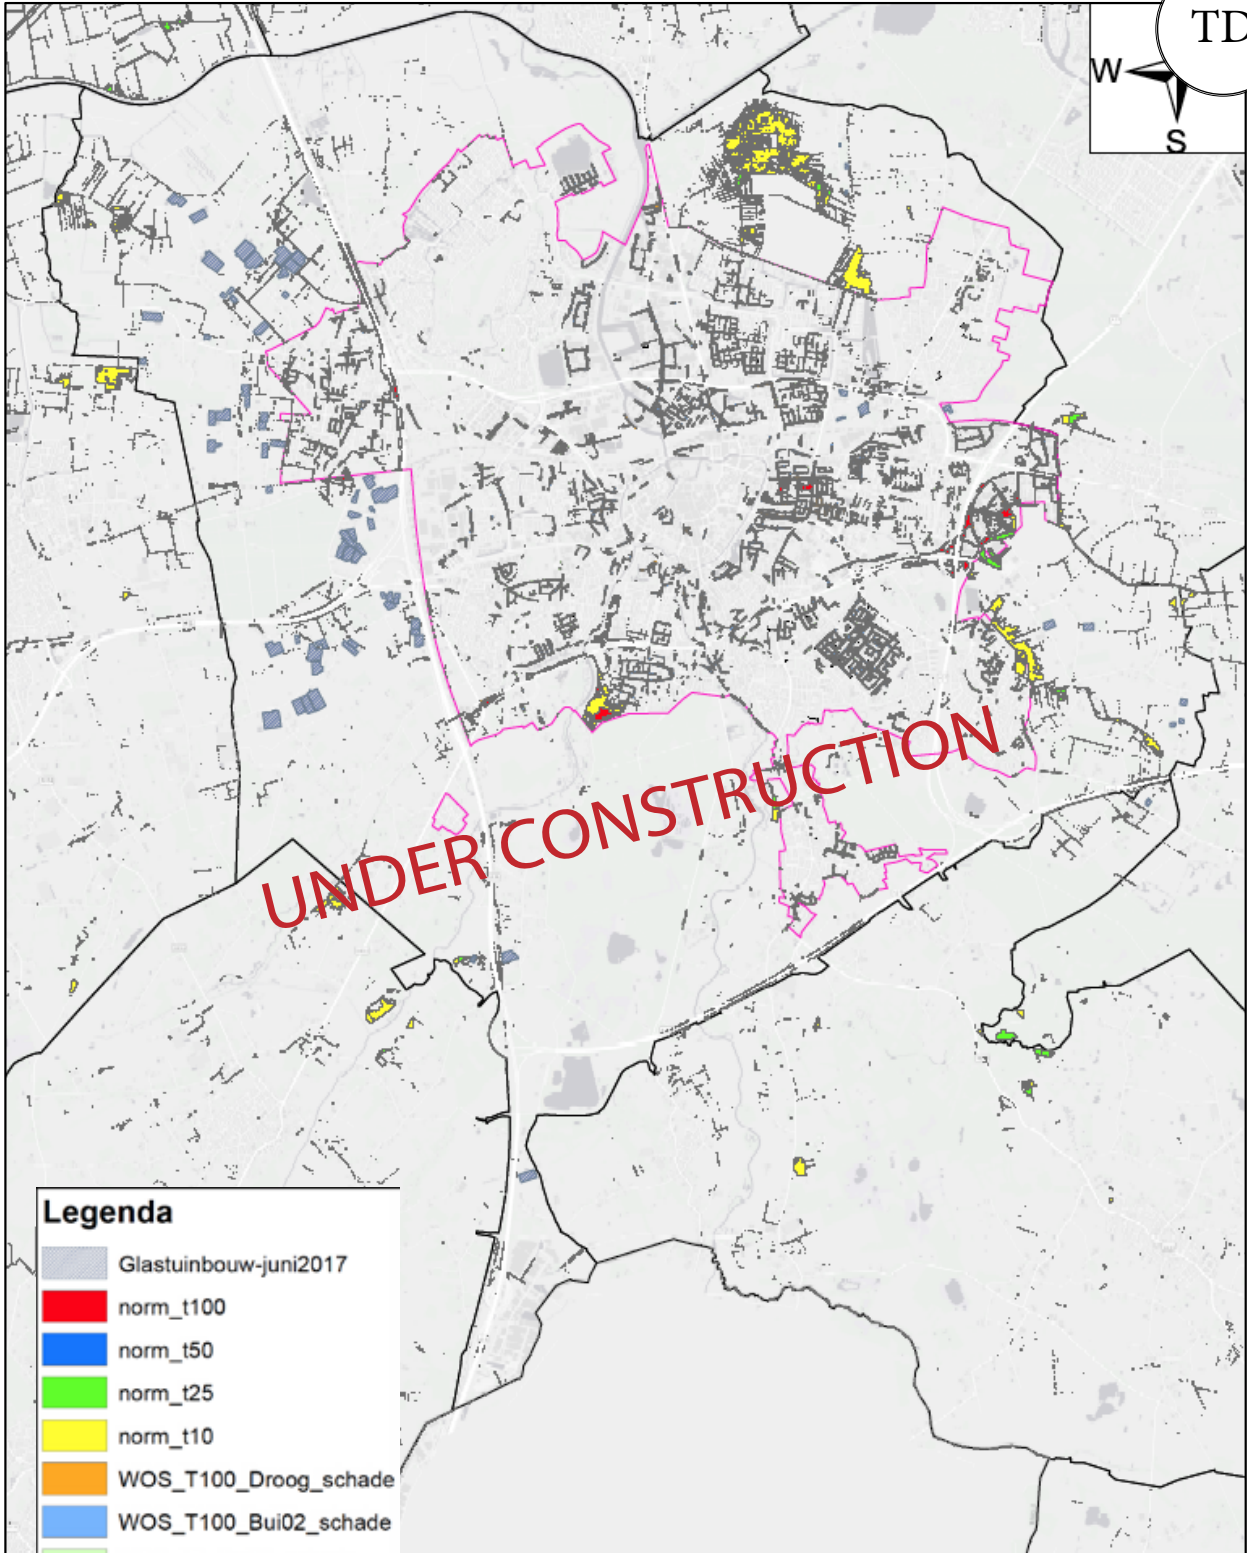 TD
W
S
UNDER CONSTRUCTION
Legenda
Glastuinbouw-juni2017
norm_t100
norm_t50
norm_t25
norm_t10
WOS_T100_Droog_schade
WOS_T100_Bui02_schade